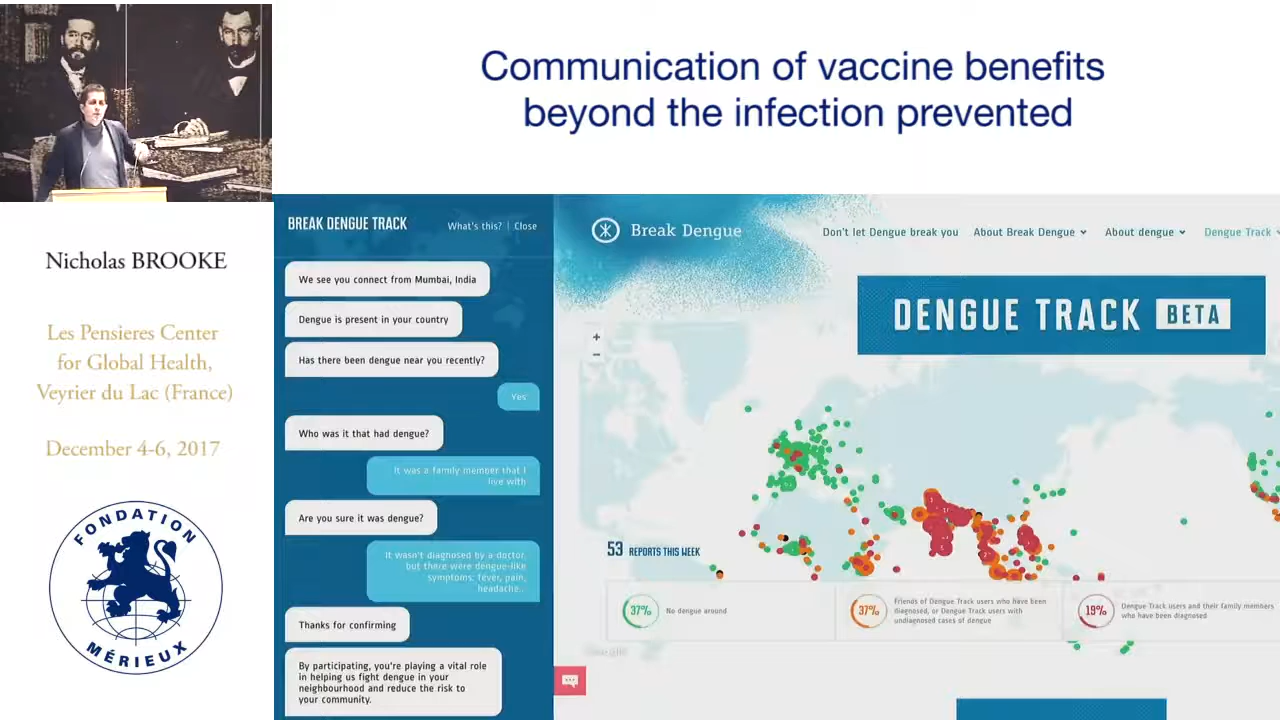 Communication of vaccine benefits
beyond the infection prevented
Nicholas BROOKE
Les Pensieres Center
for Global Health,
Veyrier du Lac (France)
December 4-6, 2017
FONDATION
MÉRIEUX
BREAK DENGUE TRACK
What's this? | Close
We see you connect from Mumbai, India
Dengue is present in your country
Has there been dengue near you recently?
Yes
Who was it that had dengue?
It was a family member that I
live with
Are you sure it was dengue?
It wasn't diagnosed by a doctor,
but there were dengue-like
symptoms: fever, pain,
headache..
Thanks for confirming
By participating, you're playing a vital role
in helping us fight dengue in your
neighbourhood and reduce the risk to
your community.
Break Dengue
Don't let Dengue break you
About Break Dengue
About dengue
Dengue Track
DENGUE TRACK BETA
+
−
53 REPORTS THIS WEEK
37%
No dengue around
37%
Friends of Dengue Track users who have been
diagnosed, or Dengue Track users with
undiagnosed cases of dengue
19%
Dengue Track users and their family members
who have been diagnosed